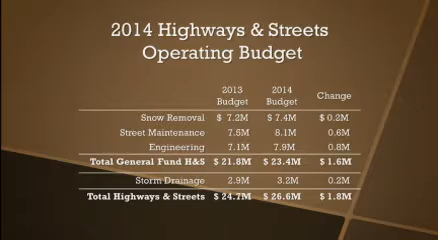 2014 Highways & Streets
Operating Budget
2013 Budget 2014 Budget Change
Snow Removal $ 7.2M $ 7.4M $ 0.2M
Street Maintenance 7.5M 8.1M 0.6M
Engineering 7.1M 7.9M 0.8M
Total General Fund H&S $ 21.8M $ 23.4M $ 1.6M
Storm Drainage 2.9M 3.2M 0.2M
Total Highways & Streets $ 24.7M $ 26.6M $ 1.8M